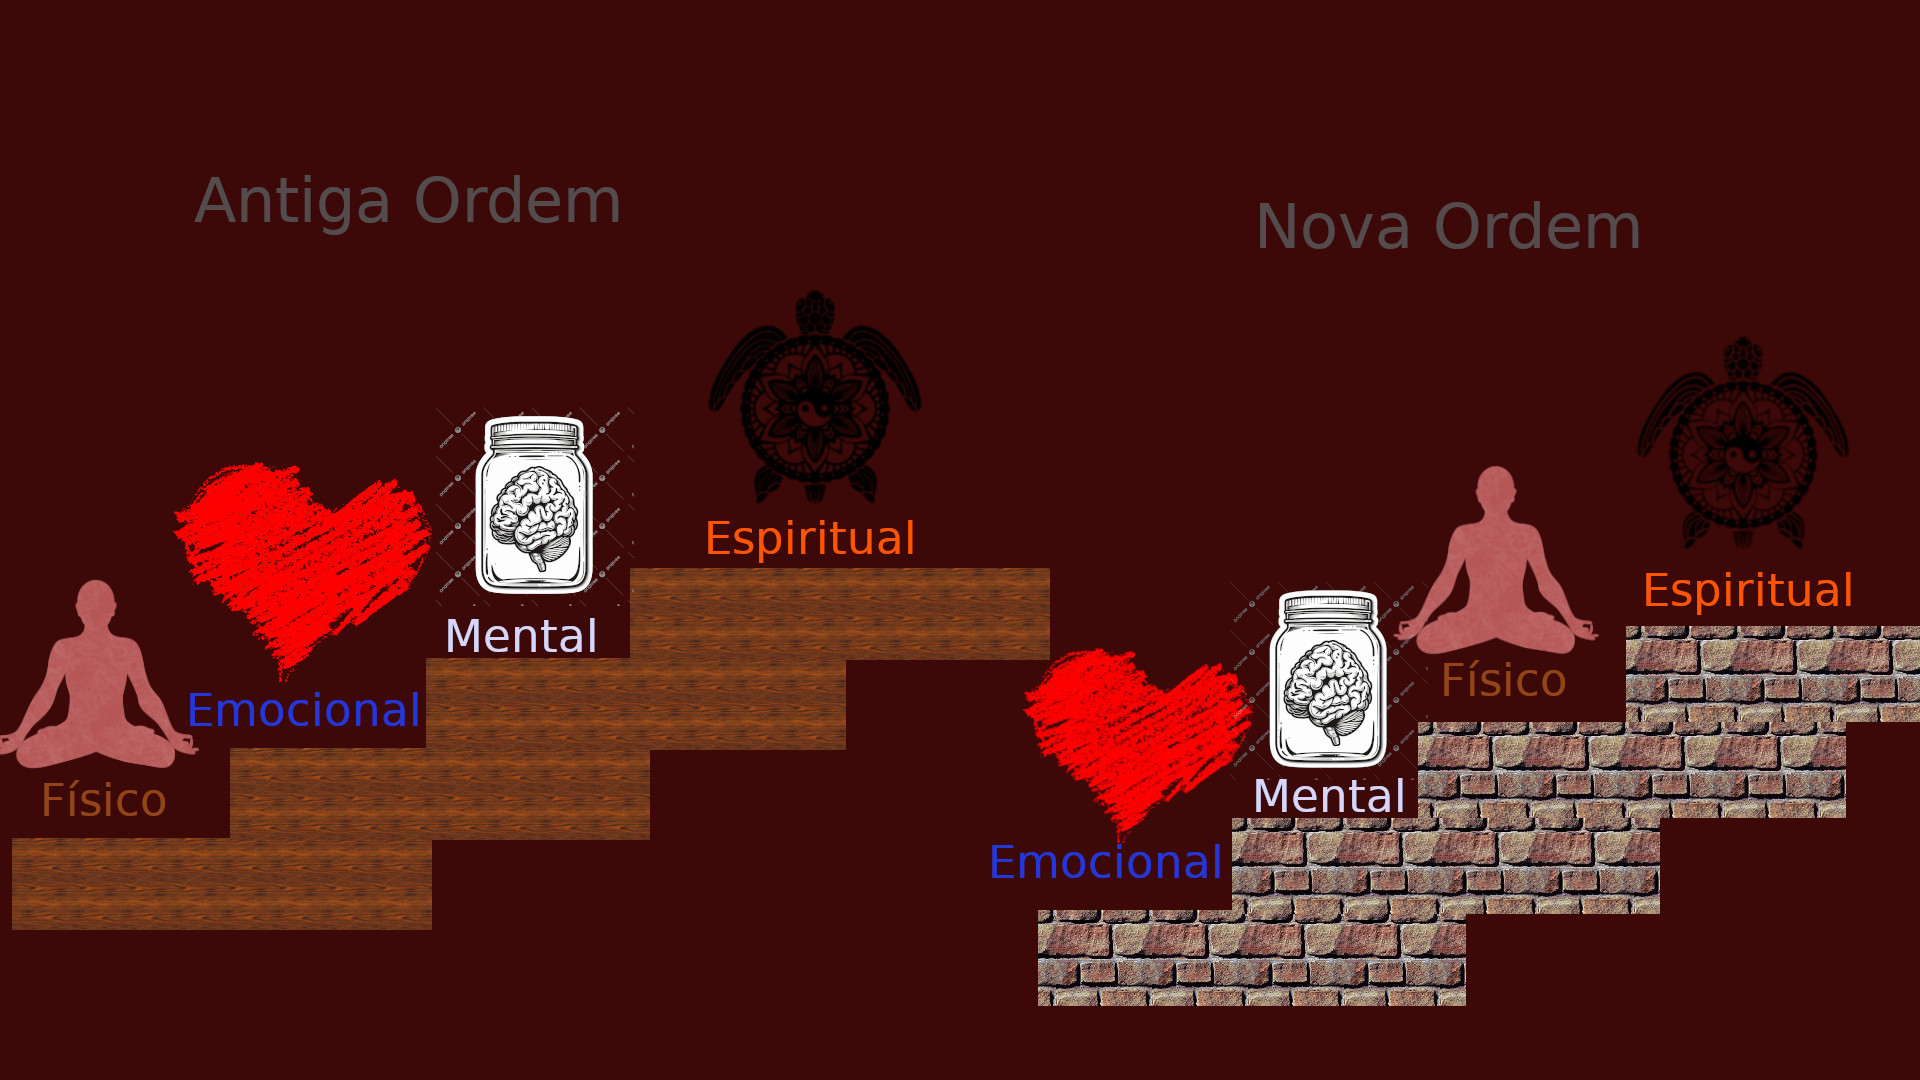 Antiga Ordem
Físico
Emocional
Mental
Espiritual
Nova Ordem
Emocional
Mental
Físico
Espiritual